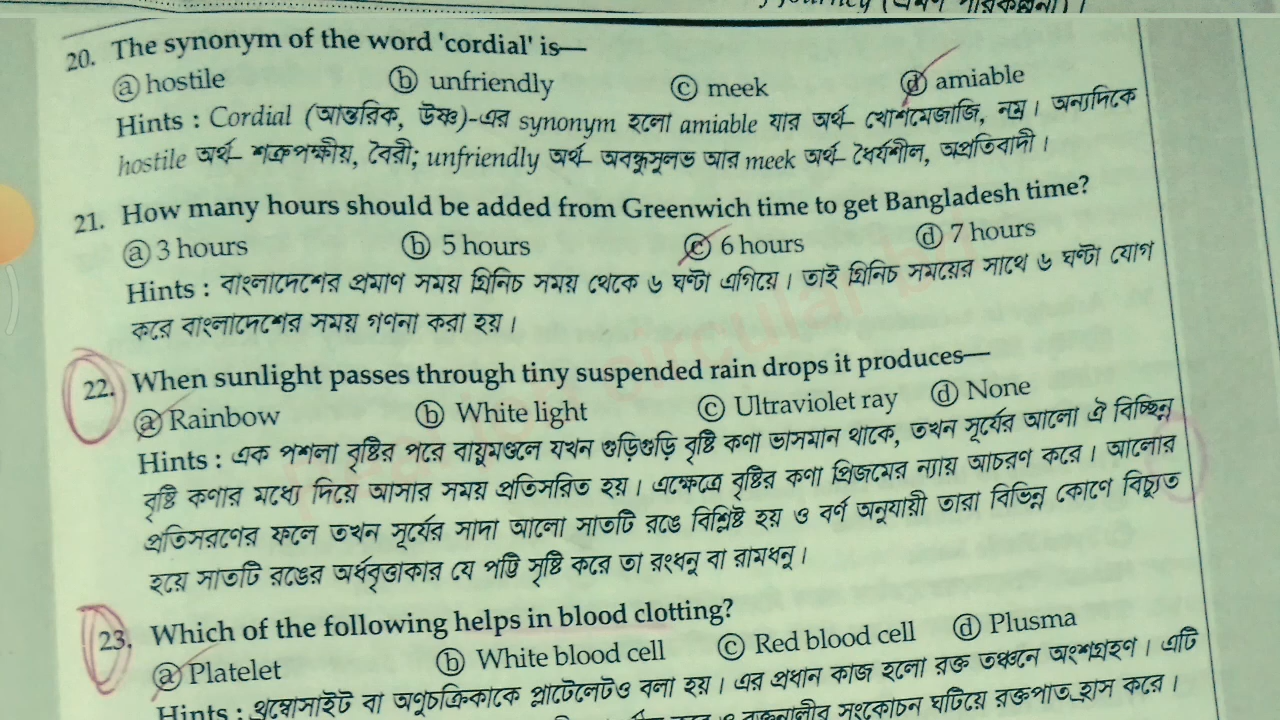 20. The synonym of the word 'cordial' is—
ⓐ hostile ⓑ unfriendly ⓒ meek ⓓ amiable
Hints : Cordial (আন্তরিক, উষ্ণ)-এর synonym হলো amiable যার অর্থ- খোশমেজাজি, নম্র। অন্যদিকে
hostile অর্থ- শত্রুপক্ষীয়, বৈরী; unfriendly অর্থ- অবন্ধুসুলভ আর meek অর্থ- ধৈর্যশীল, অপ্রতিবাদী।
21. How many hours should be added from Greenwich time to get Bangladesh time?
ⓐ 3 hours ⓑ 5 hours ⓒ 6 hours ⓓ 7 hours
Hints : বাংলাদেশের প্রমাণ সময় গ্রিনিচ সময় থেকে ৬ ঘণ্টা এগিয়ে। তাই গ্রিনিচ সময়ের সাথে ৬ ঘণ্টা যোগ
করে বাংলাদেশের সময় গণনা করা হয়।
22. When sunlight passes through tiny suspended rain drops it produces—
ⓐ Rainbow ⓑ White light ⓒ Ultraviolet ray ⓓ None
Hints : এক পশলা বৃষ্টির পরে বায়ুমণ্ডলে যখন গুড়িগুড়ি বৃষ্টি কণা ভাসমান থাকে, তখন সূর্যের আলো ঐ বিচ্ছিন্ন
বৃষ্টি কণার মধ্যে দিয়ে আসার সময় প্রতিসরিত হয়। এক্ষেত্রে বৃষ্টির কণা প্রিজমের ন্যায় আচরণ করে। আলোর
প্রতিসরণের ফলে তখন সূর্যের সাদা আলো সাতটি রঙে বিশ্লিষ্ট হয় ও বর্ণ অনুযায়ী তারা বিভিন্ন কোণে বিচ্যুত
হয়ে সাতটি রঙের অর্ধবৃত্তাকার যে পট্টি সৃষ্টি করে তা রংধনু বা রামধনু।
23. Which of the following helps in blood clotting?
ⓐ Platelet ⓑ White blood cell ⓒ Red blood cell ⓓ Plusma
Hints : থ্রম্বোসাইট বা অণুচক্রিকাকে প্লাটেলেটও বলা হয়। এর প্রধান কাজ হলো রক্ত তঞ্চনে অংশগ্রহণ। এটি
রক্তনালীর সংকোচন ঘটিয়ে রক্তপাত হ্রাস করে।